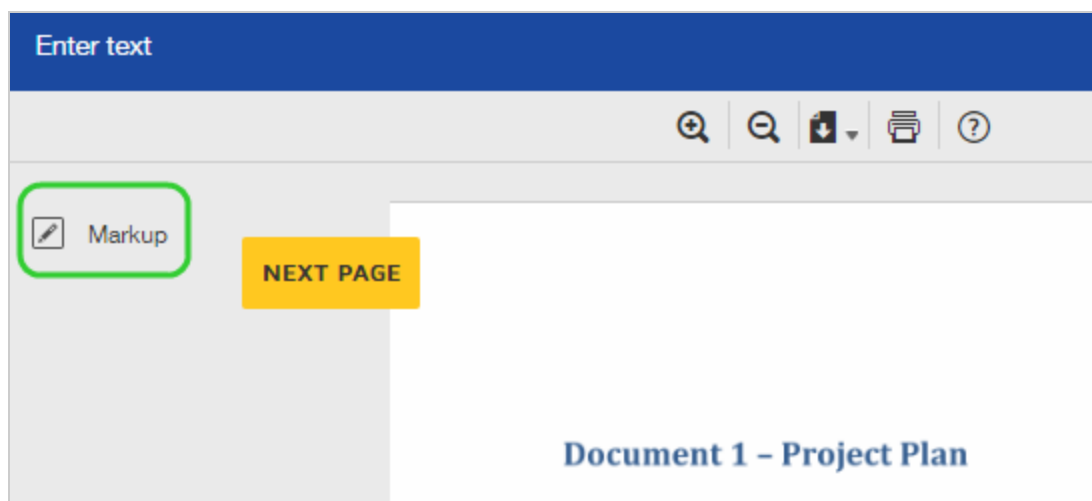 Enter text
Markup
NEXT PAGE
Document 1 – Project Plan